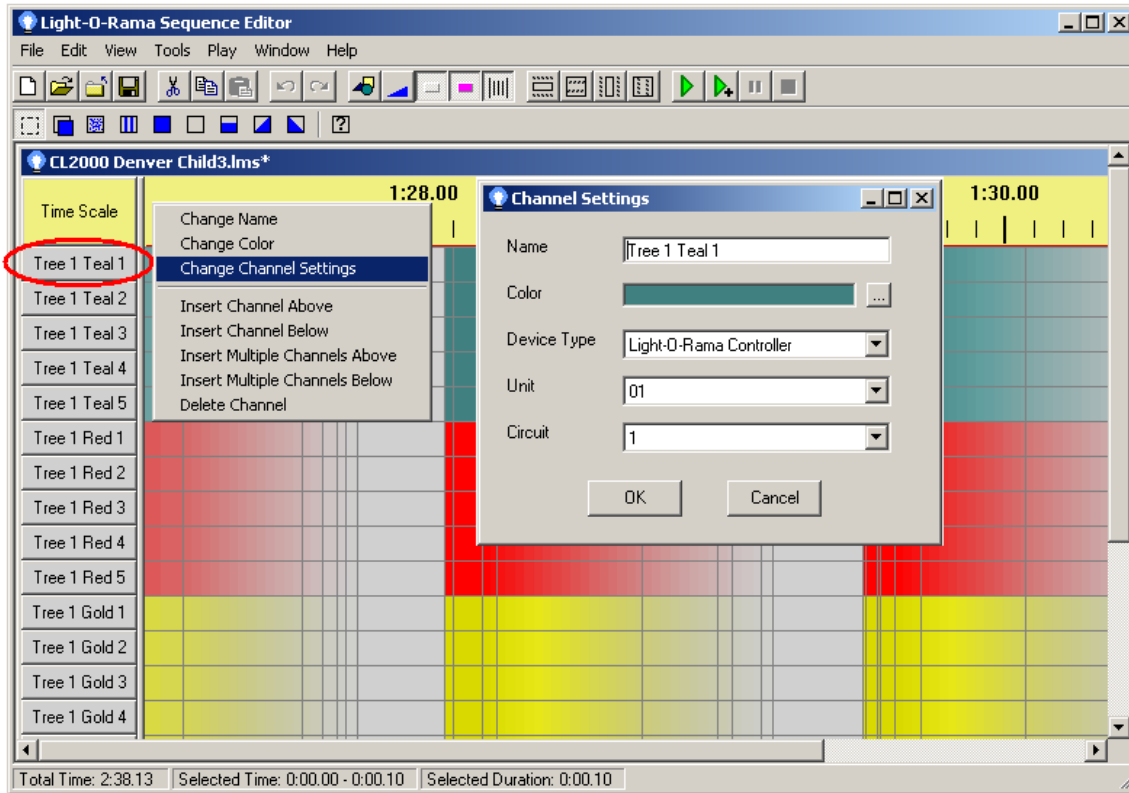 Light-O-Rama Sequence Editor
File Edit View Tools Play Window Help
CL2000 Denver Child3.lms*
Time Scale
1:28.00
1:30.00
Tree 1 Teal 1
Tree 1 Teal 2
Tree 1 Teal 3
Tree 1 Teal 4
Tree 1 Teal 5
Tree 1 Red 1
Tree 1 Red 2
Tree 1 Red 3
Tree 1 Red 4
Tree 1 Red 5
Tree 1 Gold 1
Tree 1 Gold 2
Tree 1 Gold 3
Tree 1 Gold 4
Change Name
Change Color
Change Channel Settings
Insert Channel Above
Insert Channel Below
Insert Multiple Channels Above
Insert Multiple Channels Below
Delete Channel
Channel Settings
Name Tree 1 Teal 1
Color ...
Device Type Light-O-Rama Controller
Unit 01
Circuit 1
OK Cancel
Total Time: 2:38.13 Selected Time: 0:00.00 - 0:00.10 Selected Duration: 0:00.10